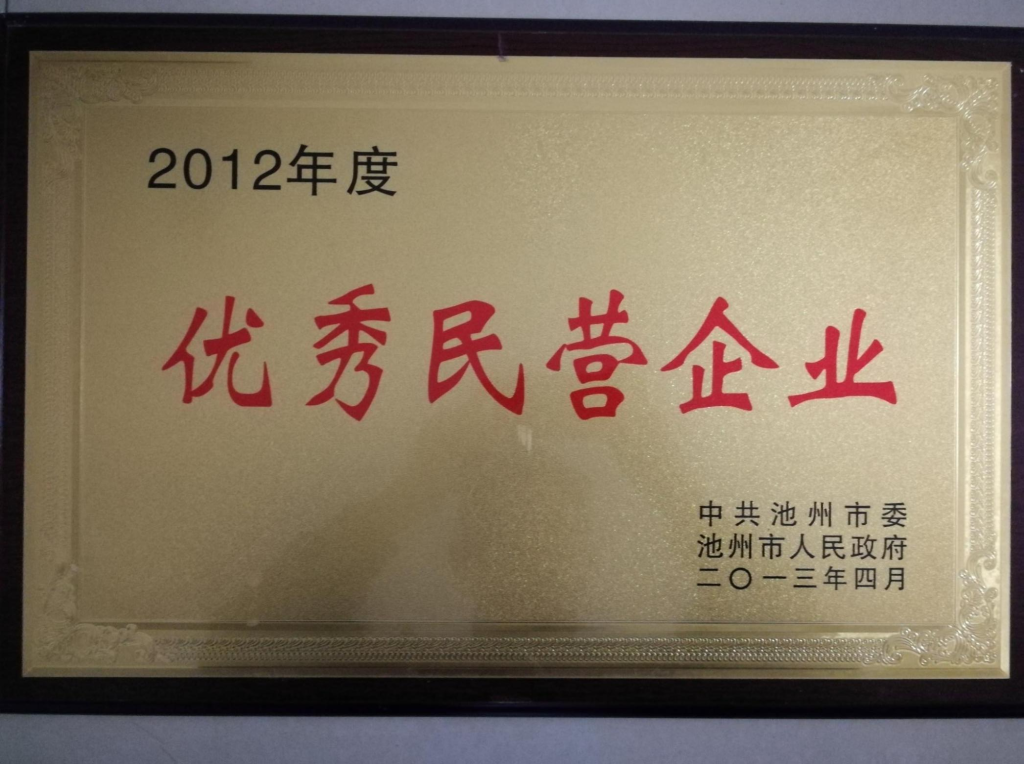 2012年度
优秀民营企业
中共池州市委
池州市人民政府
二〇一三年四月